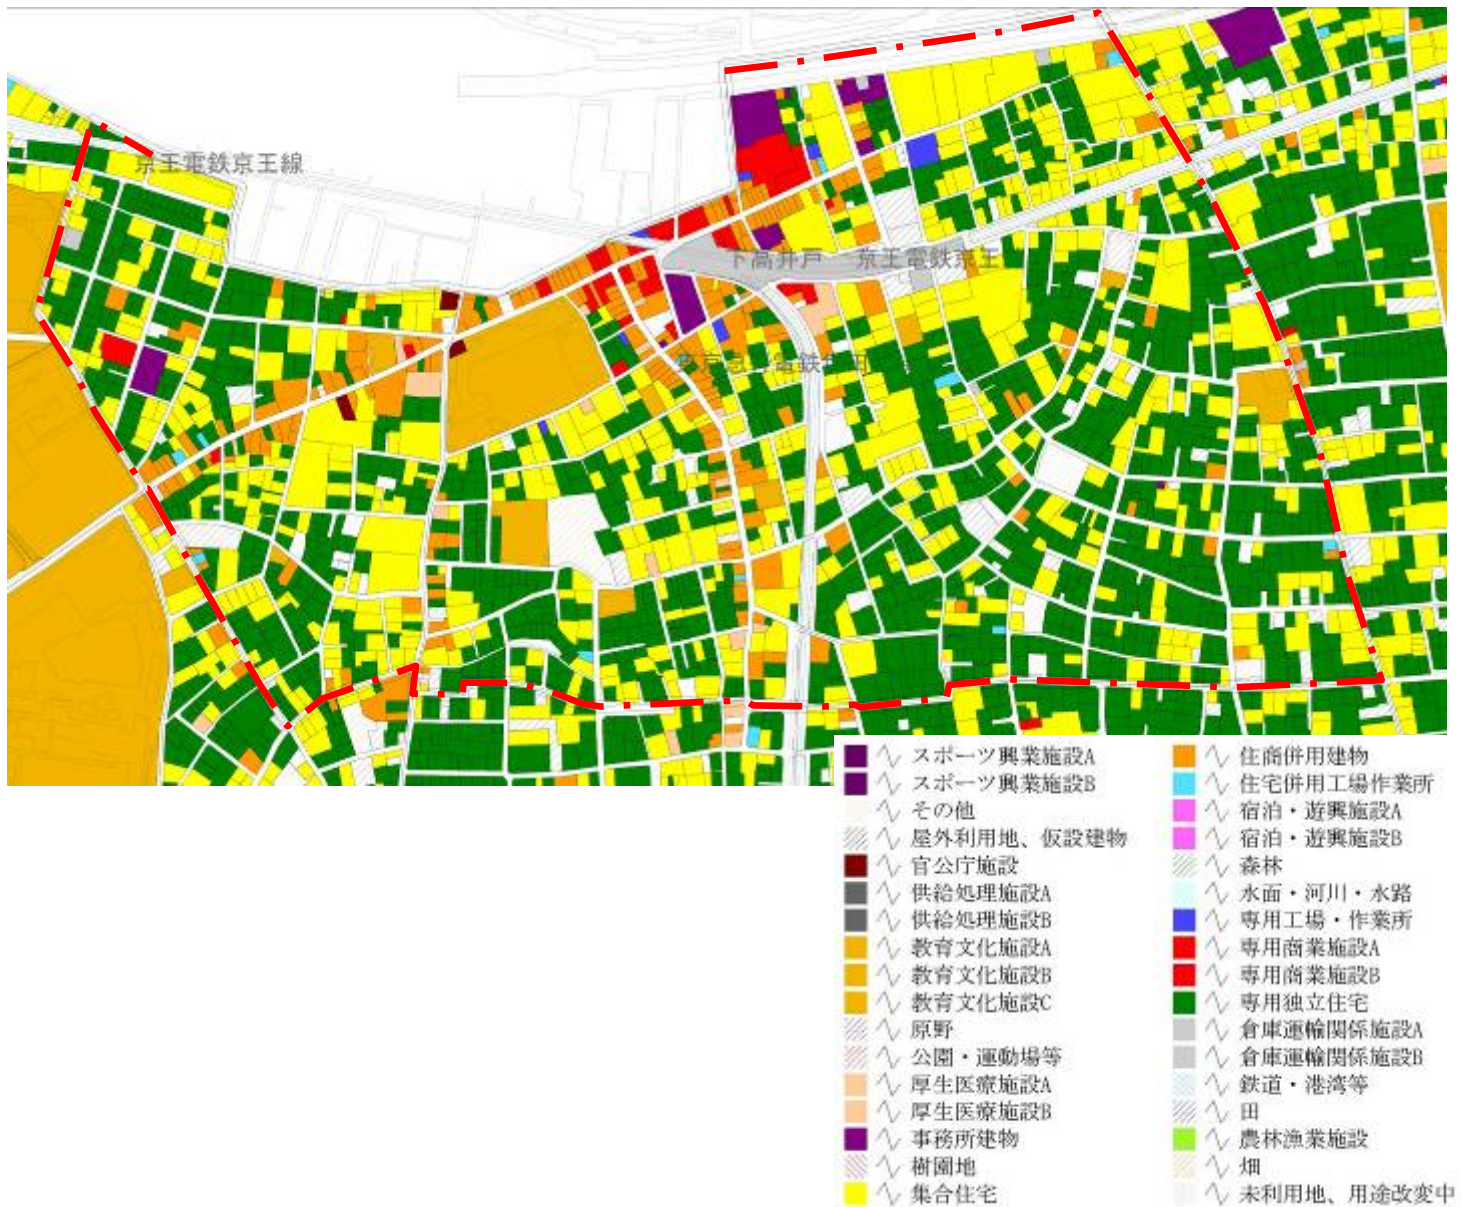 京王電鉄京王線
下高井戸
京王電鉄京王
スポーツ興業施設A
スポーツ興業施設B
その他
屋外利用地、仮設建物
官公庁施設
供給処理施設A
供給処理施設B
教育文化施設A
教育文化施設B
教育文化施設C
原野
公園・運動場等
厚生医療施設A
厚生医療施設B
事務所建物
樹園地
集合住宅
住商併用建物
住宅併用工場作業所
宿泊・遊興施設A
宿泊・遊興施設B
森林
水面・河川・水路
専用工場・作業所
専用商業施設A
専用商業施設B
専用独立住宅
倉庫運輸関係施設A
倉庫運輸関係施設B
鉄道・港湾等
田
農林漁業施設
畑
未利用地、用途改変中